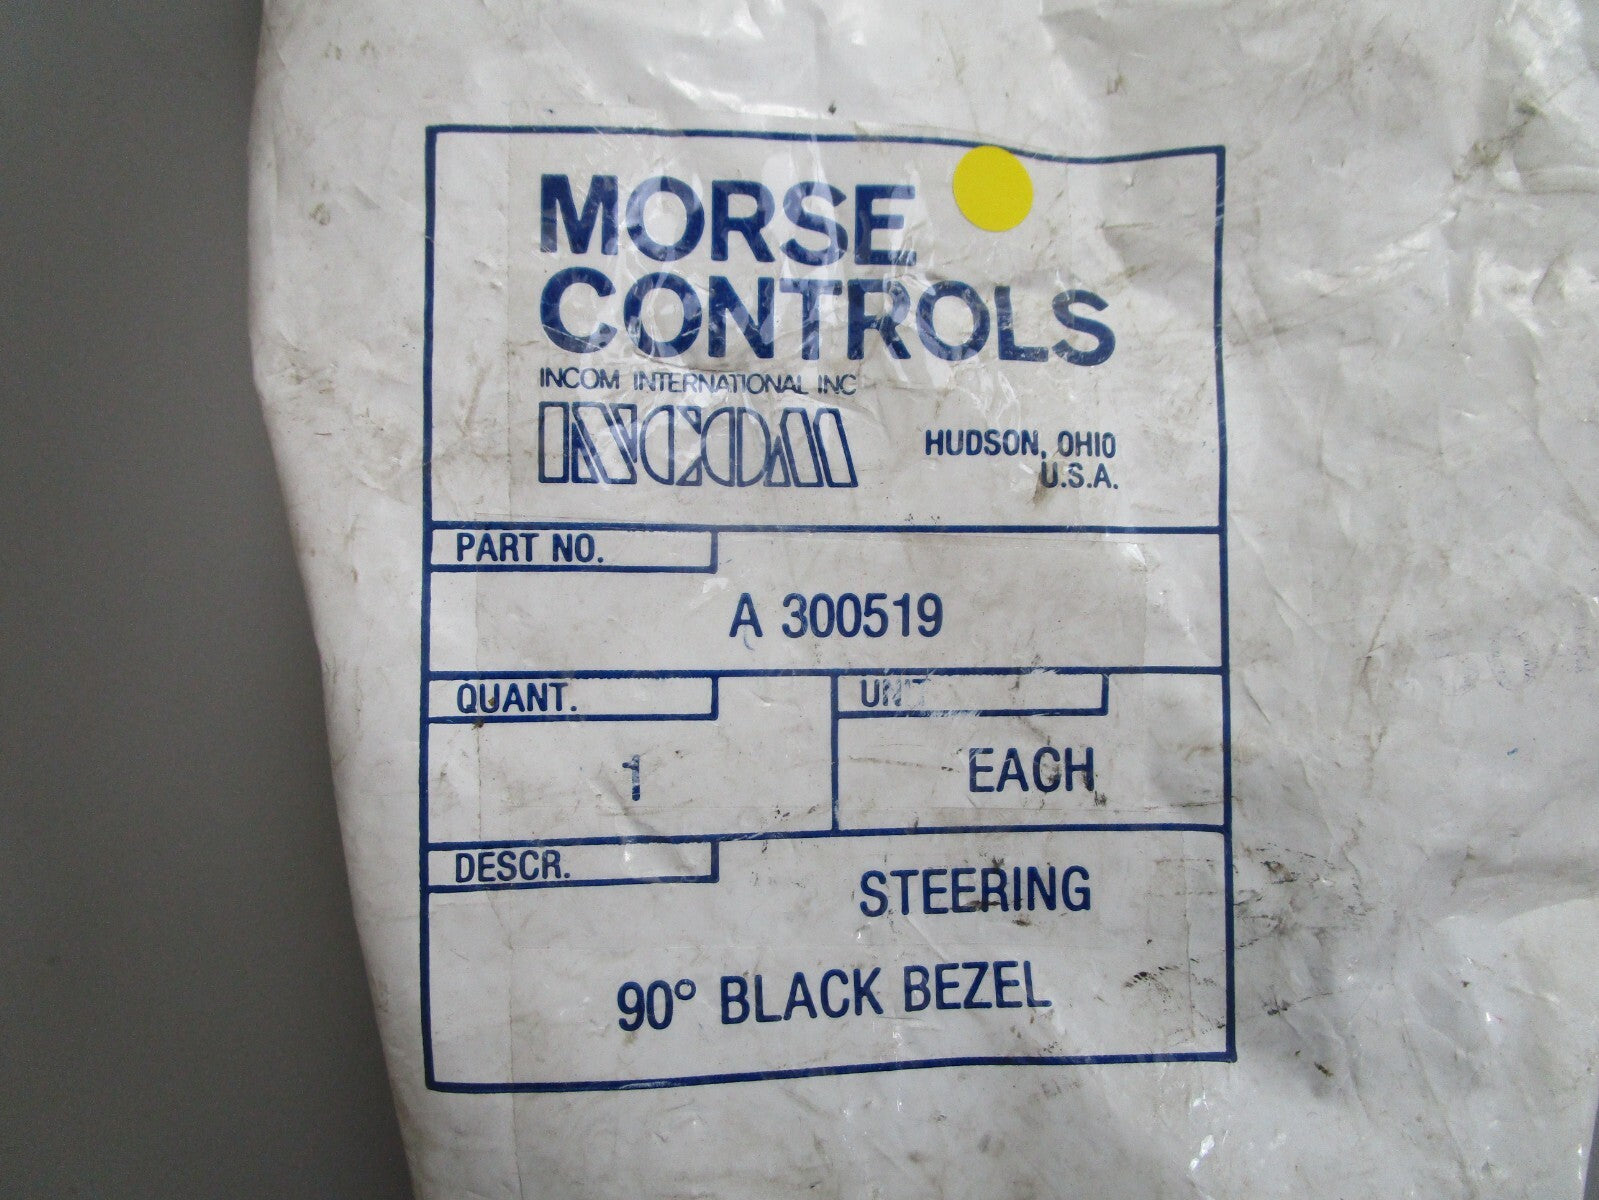 MORSE
CONTROLS
INCOM INTERNATIONAL INC
INCOM
HUDSON, OHIO
U.S.A.
PART NO.
A 300519
QUANT.
1
UNIT
EACH
DESCR.
STEERING
90° BLACK BEZEL